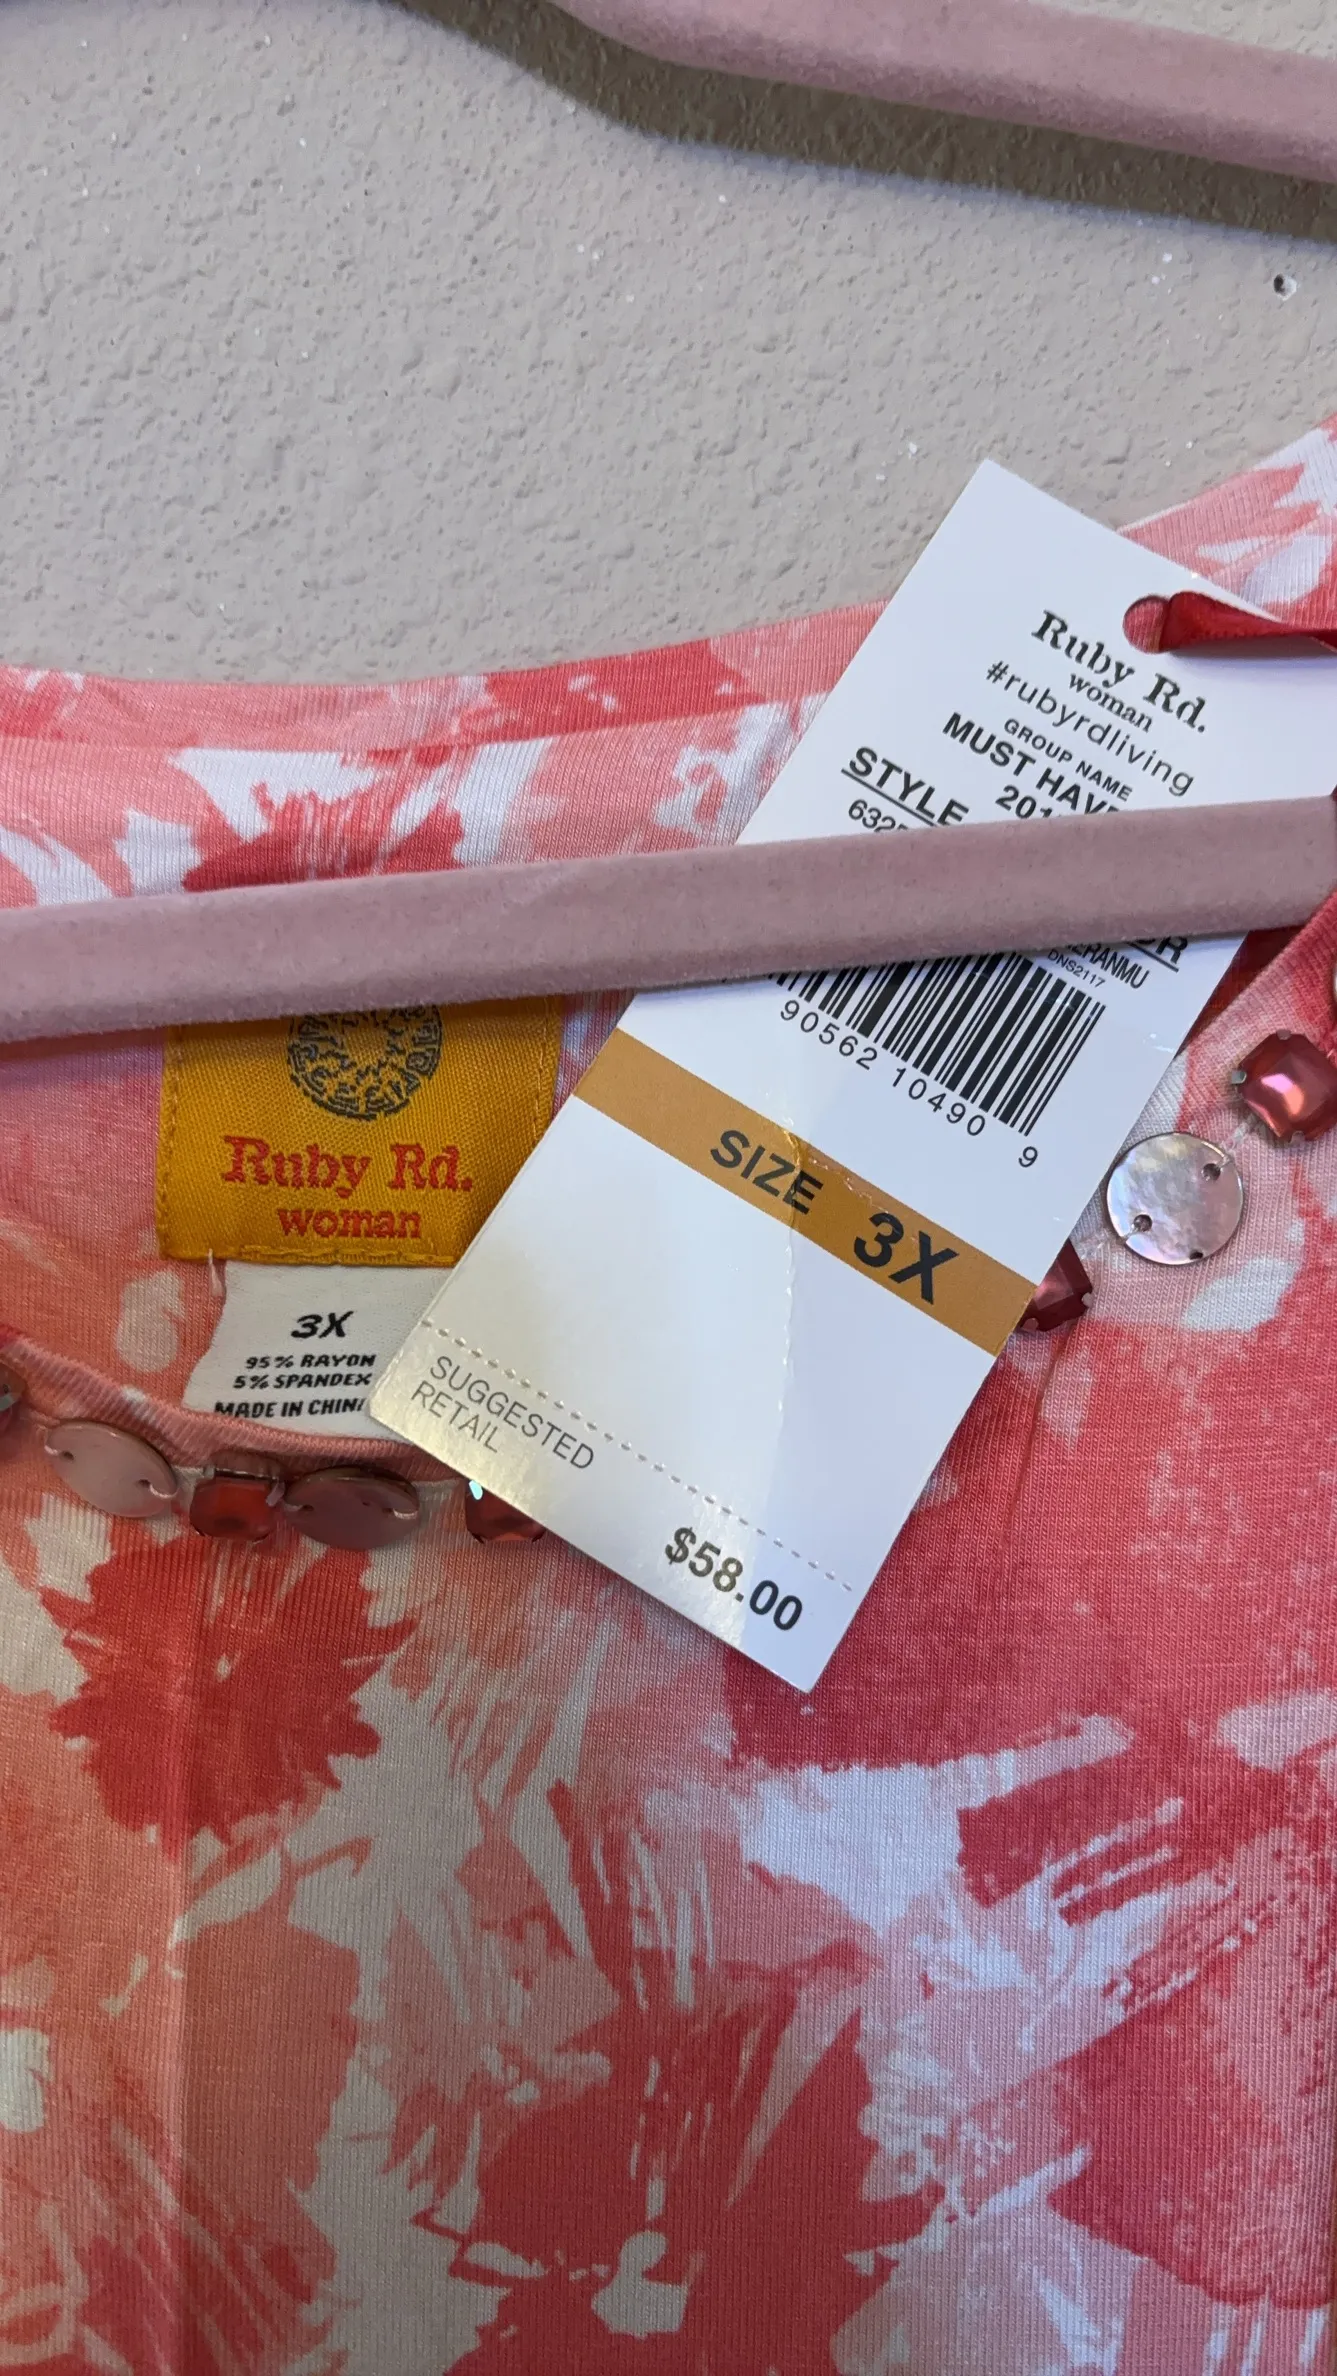 Ruby Rd.
woman
#rubyrdliving
GROUP NAME
MUST HAVE
STYLE
DNS2117
90562 10490 9
SIZE 3X
SUGGESTED
RETAIL
$58.00
Ruby Rd.
woman
3X
95% RAYON
5% SPANDEX
MADE IN CHINA